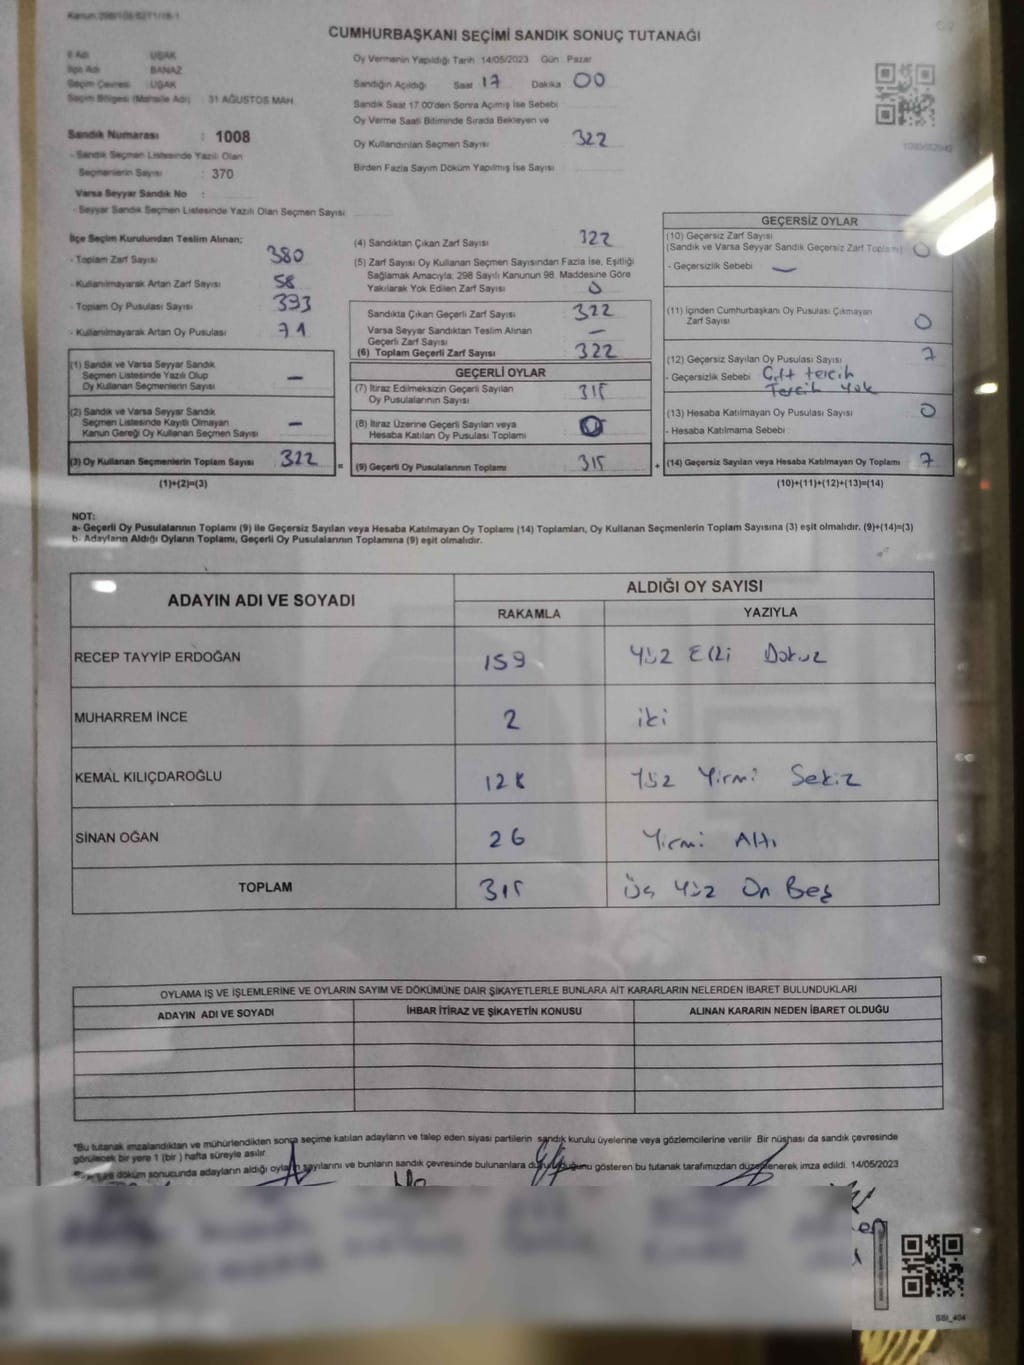 CUMHURBAŞKANI SEÇİMİ SANDIK SONUÇ TUTANAĞI
İl Adı : UŞAK
İlçe Adı : BANAZ
Seçim Çevresi : UŞAK
Seçim Bölgesi (Mahalle Adı) : 31 AĞUSTOS MAH.
Sandık Numarası : 1008
- Sandık Seçmen Listesinde Yazılı Olan
Seçmenlerin Sayısı : 370
Varsa Seyyar Sandık No :
- Seyyar Sandık Seçmen Listesinde Yazılı Olan Seçmen Sayısı:
Oy Vermenin Yapıldığı Tarih 14/05/2023 Gün Pazar
Sandığın Açıldığı Saat 17 Dakika 00
Sandık Saat 17.00'den Sonra Açımış İse Sebebi
Oy Verme Saati Bitiminde Sırada Bekleyen ve
Oy Kullandırılan Seçmen Sayısı 322
Birden Fazla Sayım Döküm Yapılmış İse Sayısı
İlçe Seçim Kurulundan Teslim Alınan;
- Toplam Zarf Sayısı 380
- Kullanılmayarak Artan Zarf Sayısı 58
- Toplam Oy Pusulası Sayısı 393
- Kullanılmayarak Artan Oy Pusulası 71
(1) Sandık ve Varsa Seyyar Sandık
Seçmen Listesinde Yazılı Olup
Oy Kullanan Seçmenlerin Sayısı –
(2) Sandık ve Varsa Seyyar Sandık
Seçmen Listesinde Kayıtlı Olmayan
Kanun Gereği Oy Kullanan Seçmen Sayısı –
(3) Oy Kullanan Seçmenlerin Toplam Sayısı 322 =
(1)+(2)=(3)
(4) Sandıktan Çıkan Zarf Sayısı 322
(5) Zarf Sayısı Oy Kullanan Seçmen Sayısından Fazla İse, Eşitliği
Sağlamak Amacıyla; 298 Sayılı Kanunun 98. Maddesine Göre
Yakılarak Yok Edilen Zarf Sayısı 0
Sandıkta Çıkan Geçerli Zarf Sayısı 322
Varsa Seyyar Sandıktan Teslim Alınan
Geçerli Zarf Sayısı –
(6) Toplam Geçerli Zarf Sayısı 322
GEÇERLİ OYLAR
(7) İtiraz Edilmeksizin Geçerli Sayılan
Oy Pusulalarının Sayısı 315
(8) İtiraz Üzerine Geçerli Sayılan veya
Hesaba Katılan Oy Pusulası Toplamı 0
(9) Geçerli Oy Pusulalarının Toplamı 315 +
GEÇERSİZ OYLAR
(10) Geçersiz Zarf Sayısı
(Sandık ve Varsa Seyyar Sandık Geçersiz Zarf Toplamı) 0
- Geçersizlik Sebebi –
(11) İçinden Cumhurbaşkanı Oy Pusulası Çıkmayan
Zarf Sayısı 0
(12) Geçersiz Sayılan Oy Pusulası Sayısı 7
- Geçersizlik Sebebi Çift tercih
Tercih Yok
(13) Hesaba Katılmayan Oy Pusulası Sayısı 0
- Hesaba Katılmama Sebebi :
(14) Geçersiz Sayılan veya Hesaba Katılmayan Oy Toplamı 7
(10)+(11)+(12)+(13)=(14)
NOT:
a- Geçerli Oy Pusulalarının Toplamı (9) ile Geçersiz Sayılan veya Hesaba Katılmayan Oy Toplamı (14) Toplamları, Oy Kullanan Seçmenlerin Toplam Sayısına (3) eşit olmalıdır. (9)+(14)=(3)
b- Adayların Aldığı Oyların Toplamı, Geçerli Oy Pusulalarının Toplamına (9) eşit olmalıdır.
ADAYIN ADI VE SOYADI ALDIĞI OY SAYISI
RAKAMLA YAZIYLA
RECEP TAYYİP ERDOĞAN 159 Yüz Elli Dokuz
MUHARREM İNCE 2 iki
KEMAL KILIÇDAROĞLU 128 Yüz Yirmi Sekiz
SİNAN OĞAN 26 Yirmi Altı
TOPLAM 315 Üç Yüz On Beş
OYLAMA İŞ VE İŞLEMLERİNE VE OYLARIN SAYIM VE DÖKÜMÜNE DAİR ŞİKAYETLERLE BUNLARA AİT KARARLARIN NELERDEN İBARET BULUNDUKLARI
ADAYIN ADI VE SOYADI İHBAR İTİRAZ VE ŞİKAYETİN KONUSU ALINAN KARARIN NEDEN İBARET OLDUĞU
*Bu tutanak imzalandıktan ve mühürlendikten sonra seçime katılan adayların ve talep eden siyasi partilerin sandık kurulu üyelerine veya gözlemcilerine verilir. Bir nüshası da sandık çevresinde
görülecek bir yere 1 (bir) hafta süreyle asılır.
döküm sonucunda adayların aldığı oyların sayılarını ve bunların sandık çevresinde bulunanlara duyurulduğunu gösteren bu tutanak tarafımızdan düzenlenerek imza edildi. 14/05/2023
SSI_404